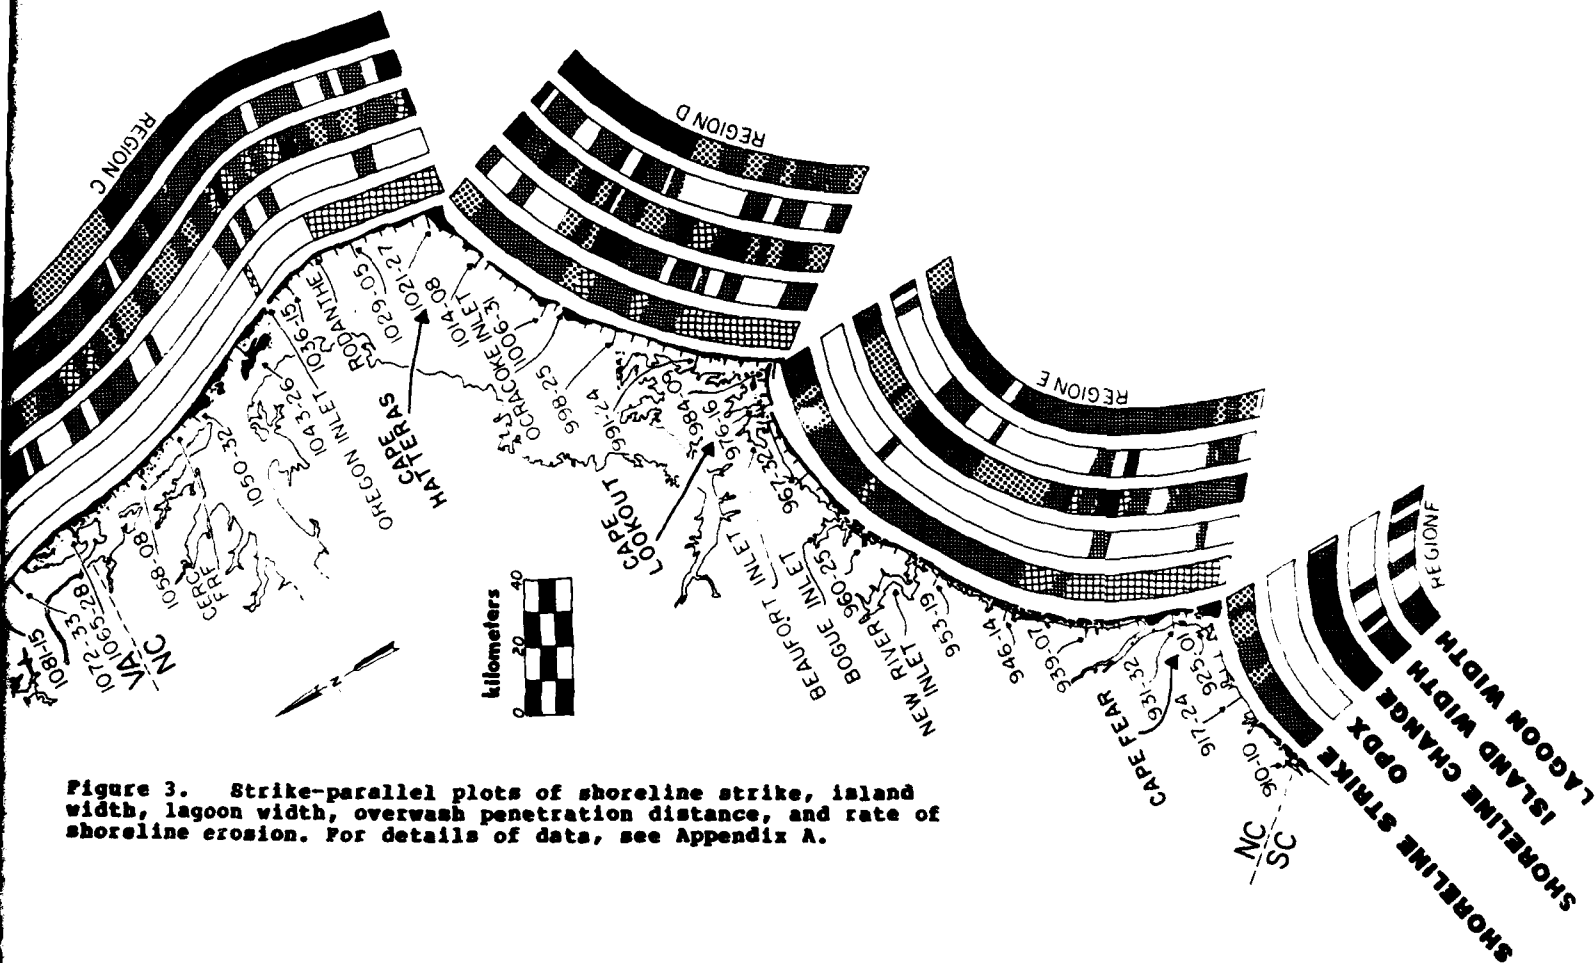 REGION C
REGION D
REGION E
REGION F
1081-15
1072-33
1065-28
VA
NC
1058-08
CERC
FRF
1050-32
1043-26
OREGON INLET
1036-15
RODANTHE
1029-05
1021-27
CAPE
HATTERAS
1014-08
OCRACOKE INLET
1006-31
998-25
991-24
984-09
976-16
CAPE
LOOKOUT
967-32
BEAUFORT INLET
BOGUE INLET
960-25
NEW RIVER
INLET
953-19
946-14
939-07
931-32
CAPE FEAR
925-01
917-24
910-10
NC
SC
kilometers
0 20 40
N
SHORELINE STRIKE
OPDX
SHORELINE CHANGE
ISLAND WIDTH
LAGOON WIDTH
Figure 3. Strike-parallel plots of shoreline strike, island
width, lagoon width, overwash penetration distance, and rate of
shoreline erosion. For details of data, see Appendix A.